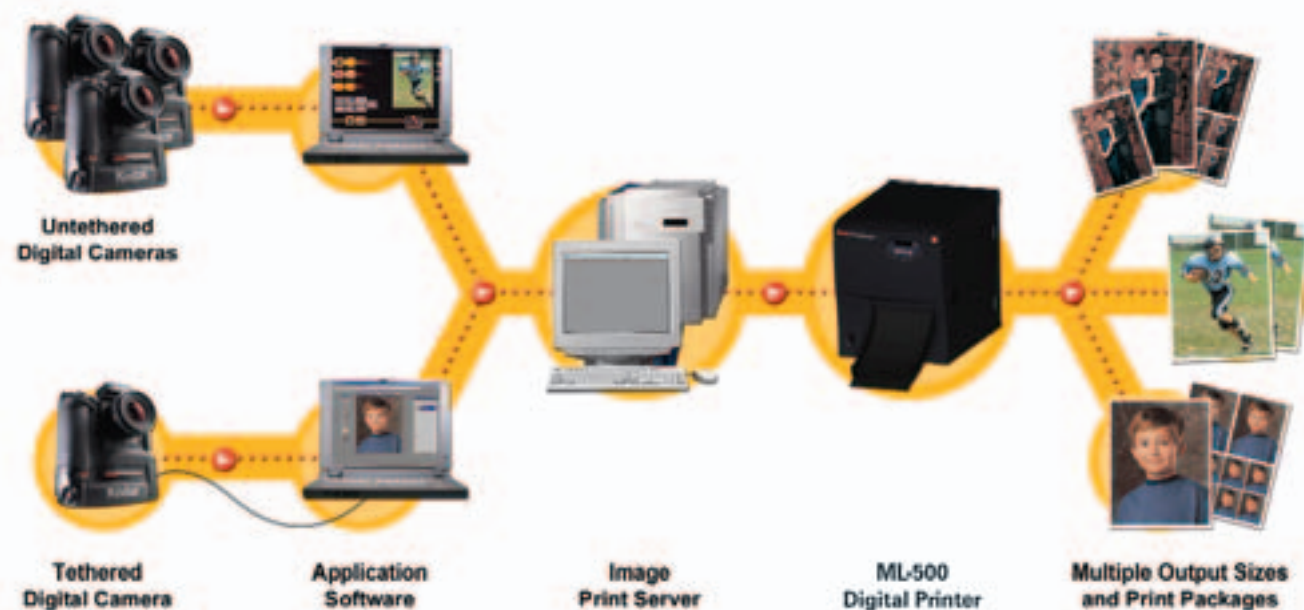 Untethered
Digital Cameras
Tethered
Digital Camera
Application
Software
Image
Print Server
ML-500
Digital Printer
Multiple Output Sizes
and Print Packages